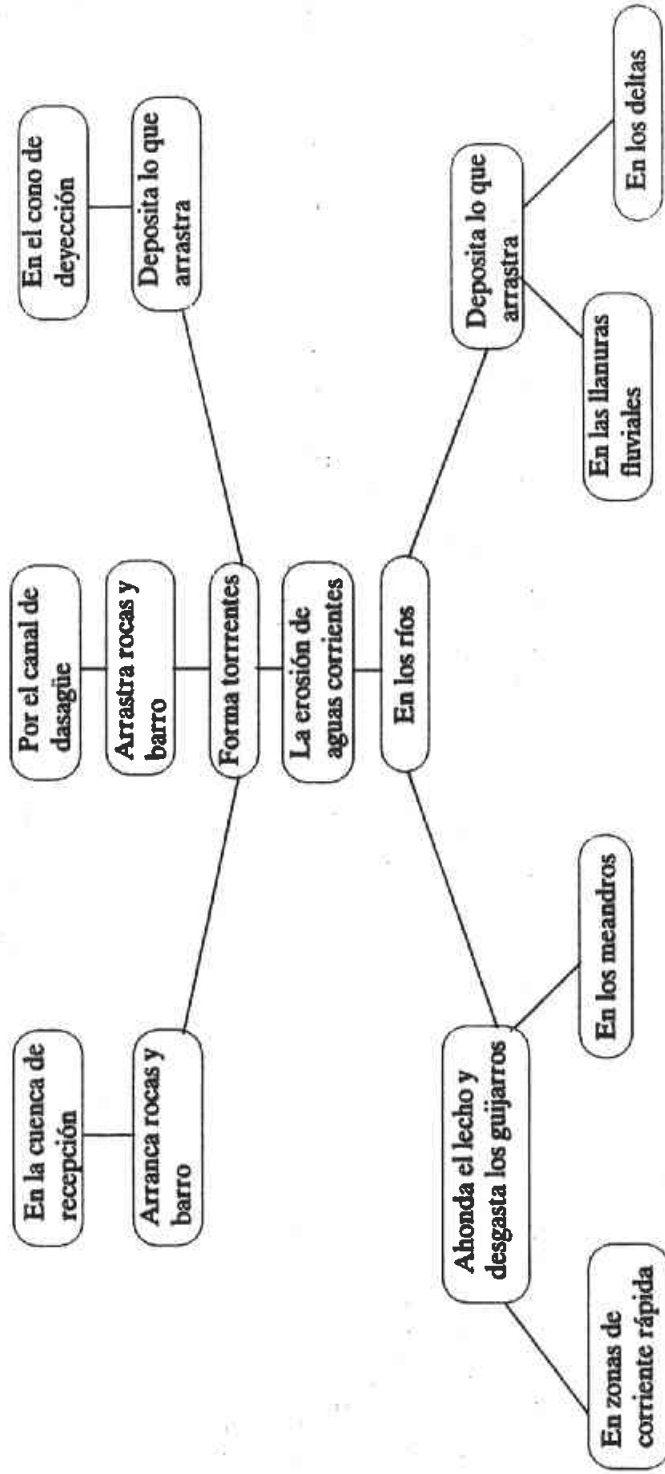 En la cuenca de
recepción
Por el canal de
dasagüe
En el cono de
deyección
Arranca rocas y
barro
Arrastra rocas y
barro
Deposita lo que
arrastra
Forma torrrentes
La erosión de
aguas corrientes
En los ríos
Ahonda el lecho y
desgasta los guijarros
Deposita lo que
arrastra
En zonas de
corriente rápida
En los meandros
En las llanuras
fluviales
En los deltas